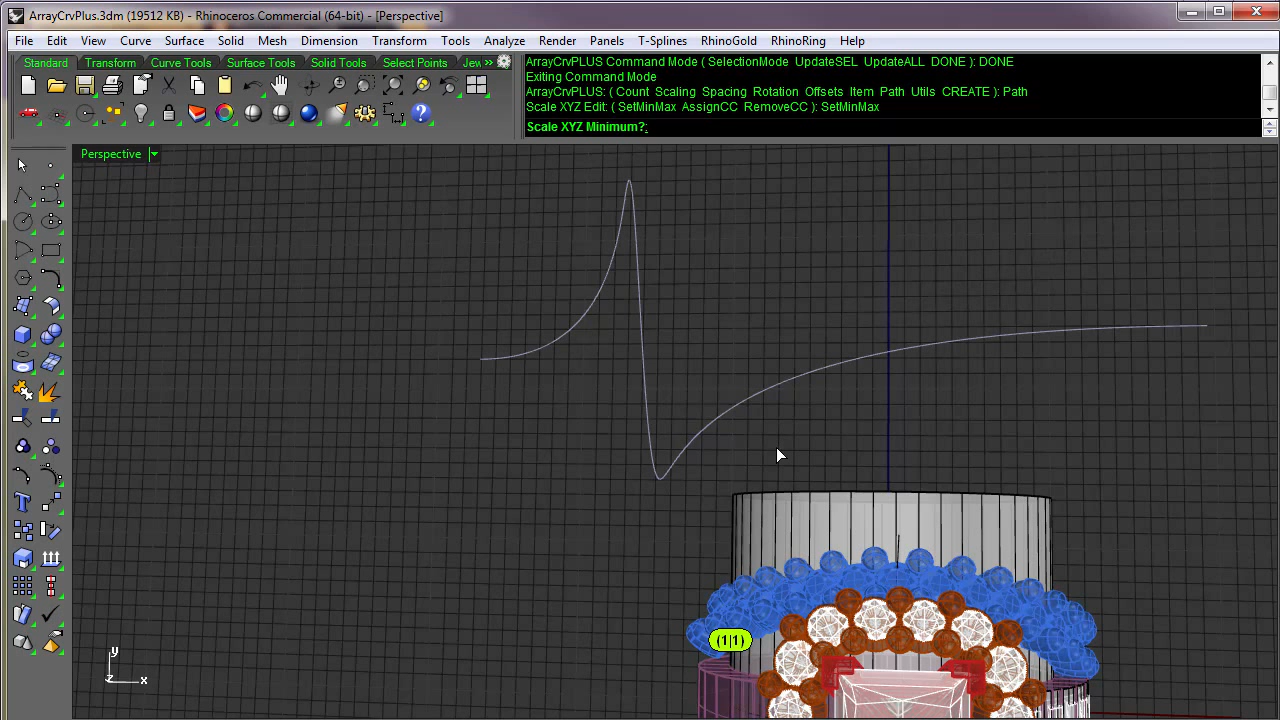 ArrayCrvPlus.3dm (19512 KB) - Rhinoceros Commercial (64-bit) - [Perspective]
File Edit View Curve Surface Solid Mesh Dimension Transform Tools Analyze Render Panels T-Splines RhinoGold RhinoRing Help
Standard Transform Curve Tools Surface Tools Solid Tools Select Points Jew »
ArrayCrvPLUS Command Mode ( SelectionMode UpdateSEL UpdateALL DONE ): DONE
Exiting Command Mode
ArrayCrvPLUS: ( Count Scaling Spacing Rotation Offsets Item Path Utils CREATE ): Path
Scale XYZ Edit: ( SetMinMax AssignCC RemoveCC ): SetMinMax
Scale XYZ Minimum?:
Perspective
(1|1)
y
z x